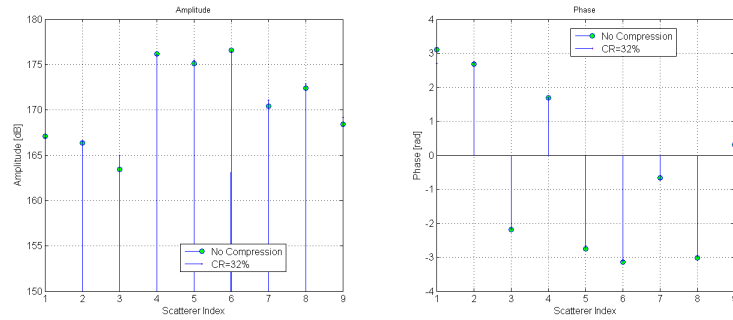 Amplitude
180
175
170
165
160
155
150
Amplitude [dB]
No Compression
CR=32%
1 2 3 4 5 6 7 8 9
Scatterer Index
Phase
4
3
2
1
0
-1
-2
-3
-4
Phase [rad]
No Compression
CR=32%
1 2 3 4 5 6 7 8 9
Scatterer Index